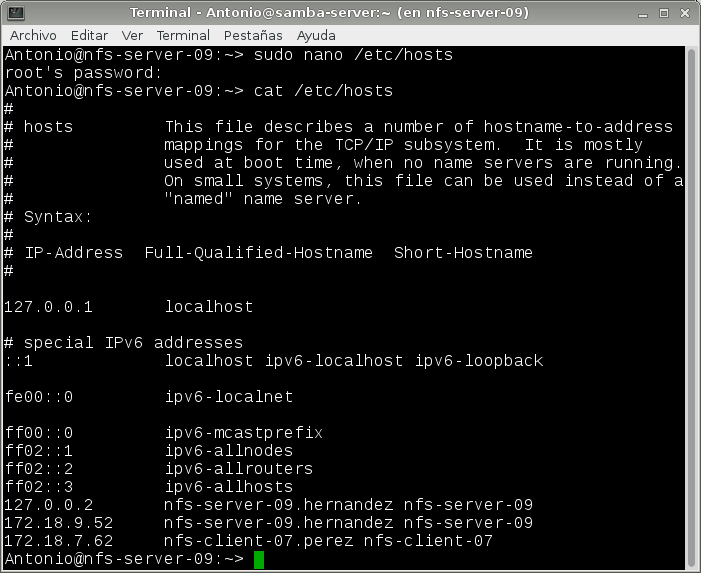 Terminal - Antonio@samba-server:~ (en nfs-server-09)
Archivo Editar Ver Terminal Pestañas Ayuda
Antonio@nfs-server-09:~> sudo nano /etc/hosts
root's password:
Antonio@nfs-server-09:~> cat /etc/hosts
#
# hosts         This file describes a number of hostname-to-address
#               mappings for the TCP/IP subsystem.  It is mostly
#               used at boot time, when no name servers are running.
#               On small systems, this file can be used instead of a
#               "named" name server.
# Syntax:
#
# IP-Address  Full-Qualified-Hostname  Short-Hostname
#
127.0.0.1       localhost
# special IPv6 addresses
::1             localhost ipv6-localhost ipv6-loopback
fe00::0         ipv6-localnet
ff00::0         ipv6-mcastprefix
ff02::1         ipv6-allnodes
ff02::2         ipv6-allrouters
ff02::3         ipv6-allhosts
127.0.0.2       nfs-server-09.hernandez nfs-server-09
172.18.9.52     nfs-server-09.hernandez nfs-server-09
172.18.7.62     nfs-client-07.perez nfs-client-07
Antonio@nfs-server-09:~>